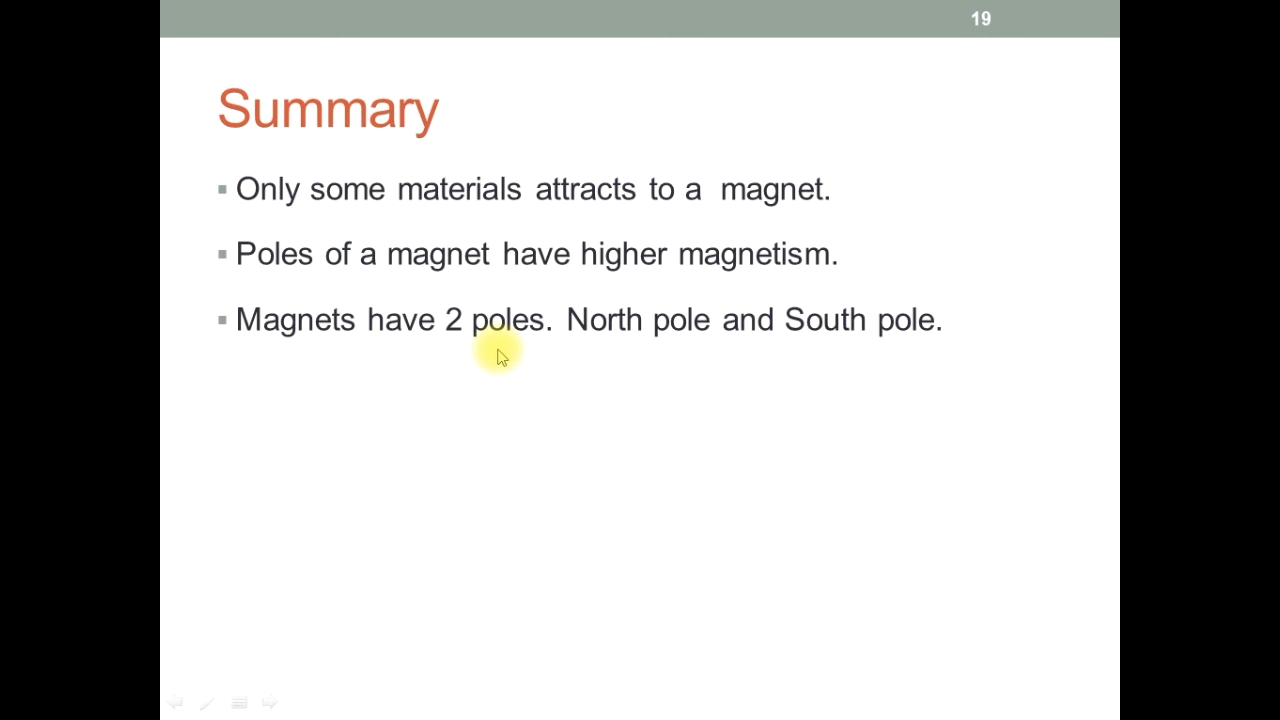 19
Summary
▪ Only some materials attracts to a magnet.
▪ Poles of a magnet have higher magnetism.
▪ Magnets have 2 poles. North pole and South pole.